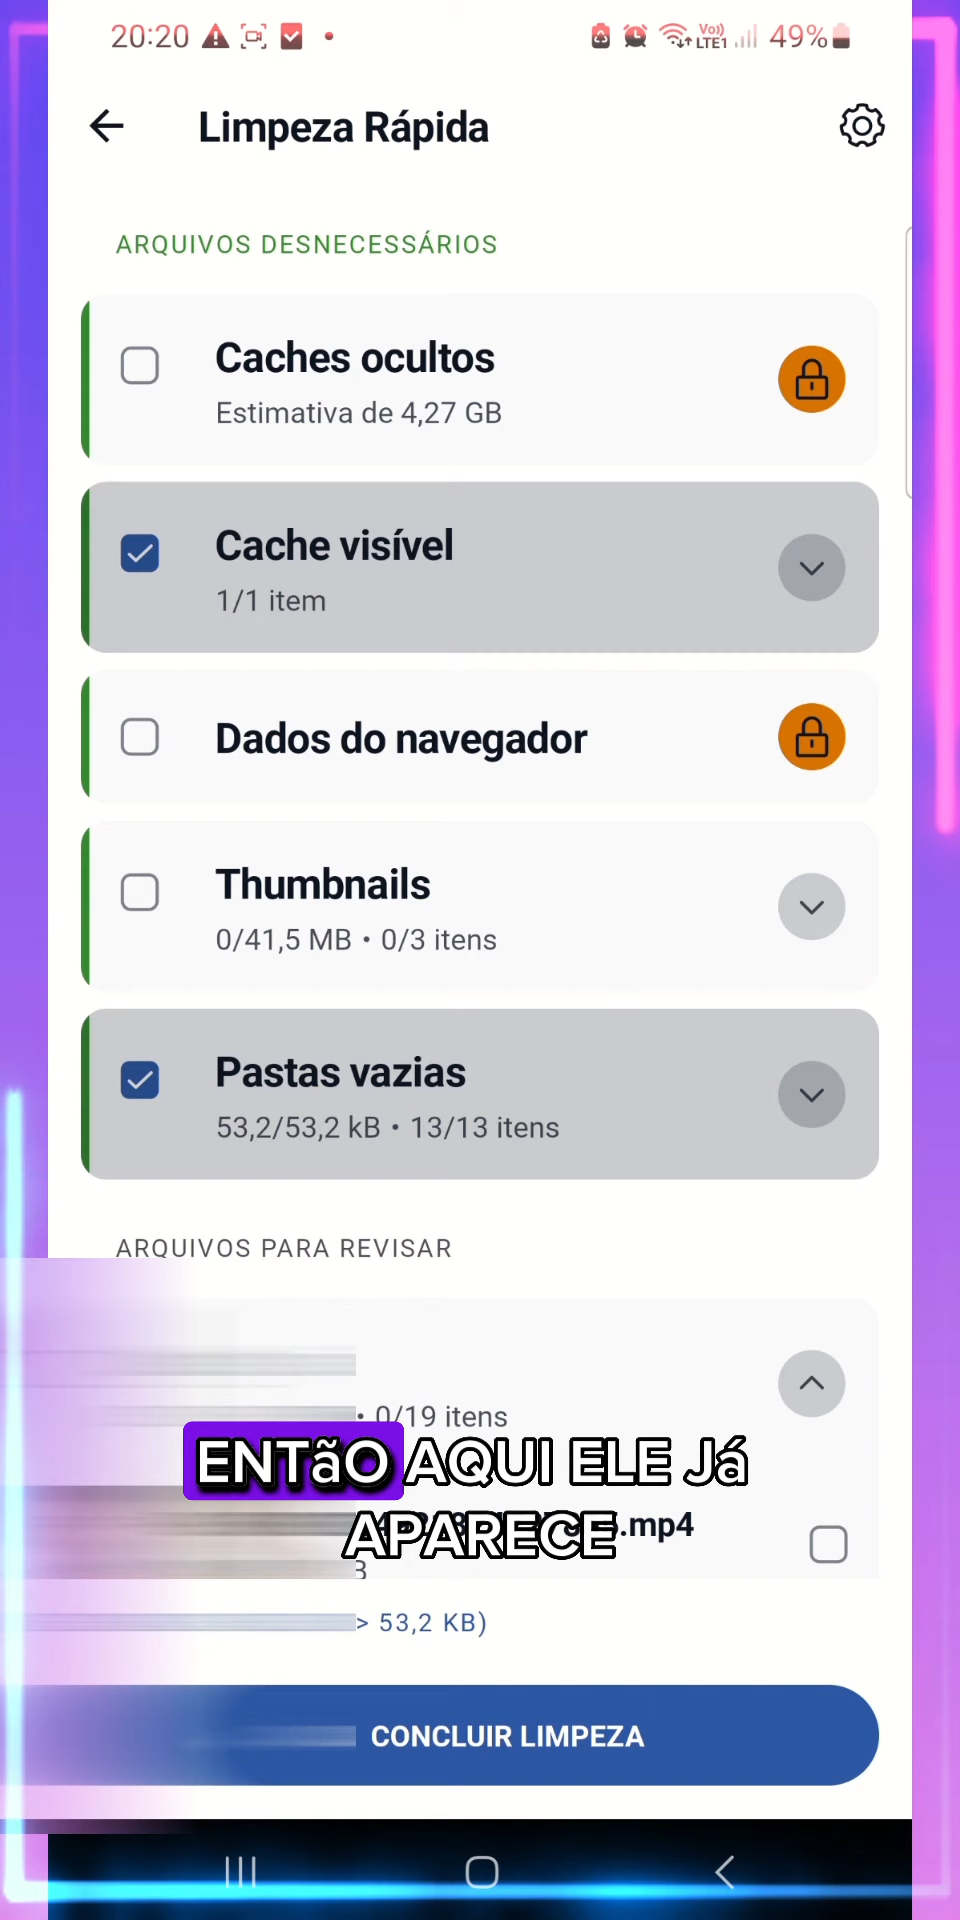 20:20
Vo))
LTE1
49%
Limpeza Rápida
ARQUIVOS DESNECESSÁRIOS
Caches ocultos
Estimativa de 4,27 GB
Cache visível
1/1 item
Dados do navegador
Thumbnails
0/41,5 MB • 0/3 itens
Pastas vazias
53,2/53,2 kB • 13/13 itens
ARQUIVOS PARA REVISAR
• 0/19 itens
ENTãO AQUI ELE Já
APARECE
.mp4
> 53,2 KB)
CONCLUIR LIMPEZA